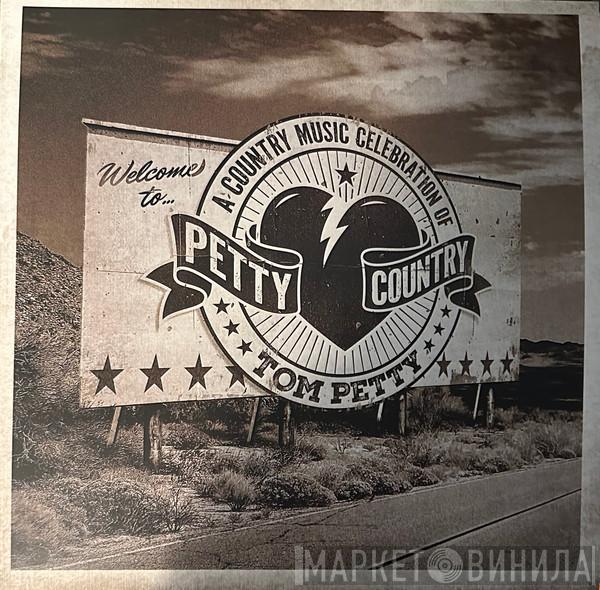 Welcome
to...
A COUNTRY MUSIC CELEBRATION OF
PETTY COUNTRY
TOM PETTY
МАРКЕТ ВИНИЛА